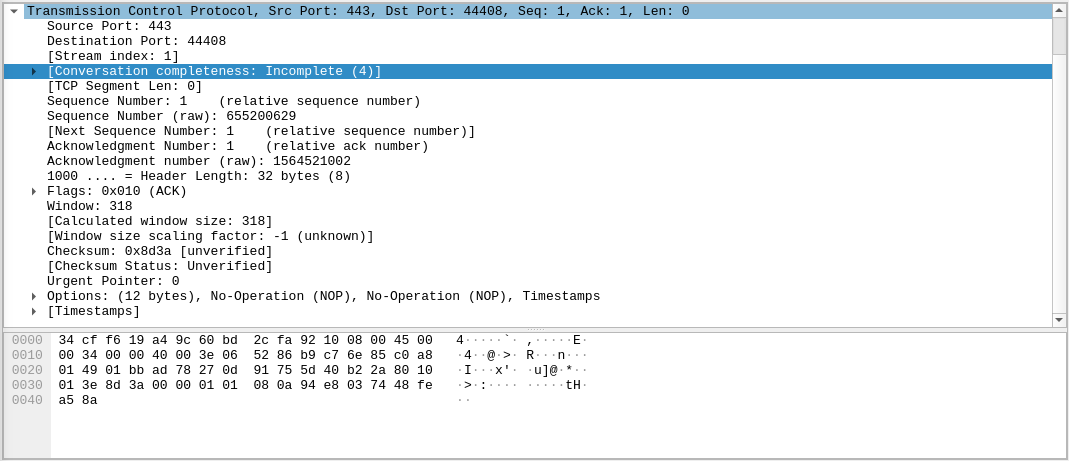 Transmission Control Protocol, Src Port: 443, Dst Port: 44408, Seq: 1, Ack: 1, Len: 0
Source Port: 443
Destination Port: 44408
[Stream index: 1]
[Conversation completeness: Incomplete (4)]
[TCP Segment Len: 0]
Sequence Number: 1    (relative sequence number)
Sequence Number (raw): 655200629
[Next Sequence Number: 1    (relative sequence number)]
Acknowledgment Number: 1    (relative ack number)
Acknowledgment number (raw): 1564521002
1000 .... = Header Length: 32 bytes (8)
Flags: 0x010 (ACK)
Window: 318
[Calculated window size: 318]
[Window size scaling factor: -1 (unknown)]
Checksum: 0x8d3a [unverified]
[Checksum Status: Unverified]
Urgent Pointer: 0
Options: (12 bytes), No-Operation (NOP), No-Operation (NOP), Timestamps
[Timestamps]
0000  34 cf f6 19 a4 9c 60 bd  2c fa 92 10 08 00 45 00   4·····`· ,·····E·
0010  00 34 00 00 40 00 3e 06  52 86 b9 c7 6e 85 c0 a8   ·4··@·>· R···n···
0020  01 49 01 bb ad 78 27 0d  91 75 5d 40 b2 2a 80 10   ·I···x'· ·u]@·*··
0030  01 3e 8d 3a 00 00 01 01  08 0a 94 e8 03 74 48 fe   ·>·:···· ·····tH·
0040  a5 8a                                              ··